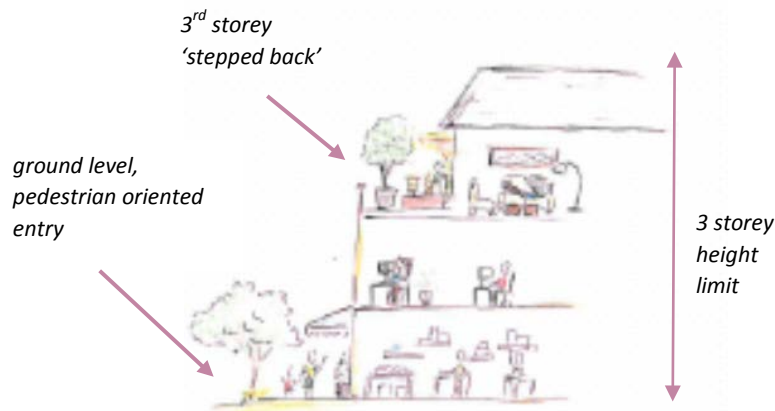 3rd storey
‘stepped back’
ground level,
pedestrian oriented
entry
3 storey
height
limit